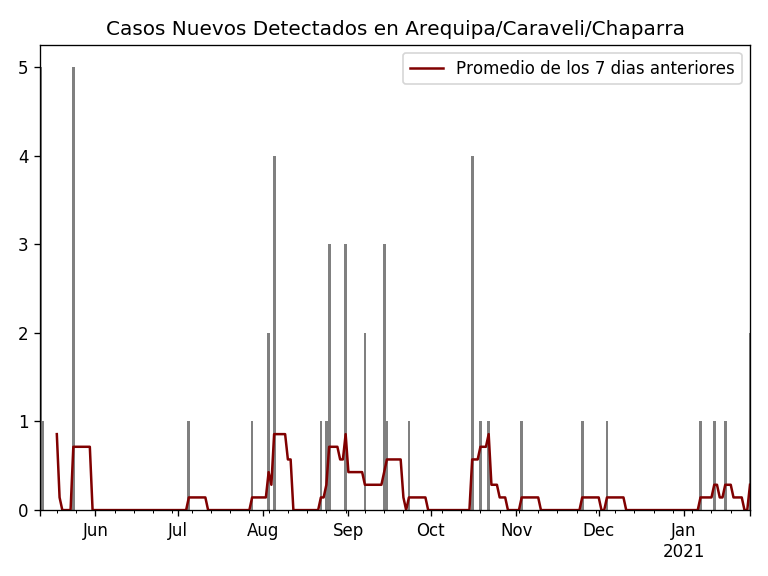 Casos Nuevos Detectados en Arequipa/Caraveli/Chaparra
Promedio de los 7 dias anteriores
5
4
3
2
1
0
Jun Jul Aug Sep Oct Nov Dec Jan
2021